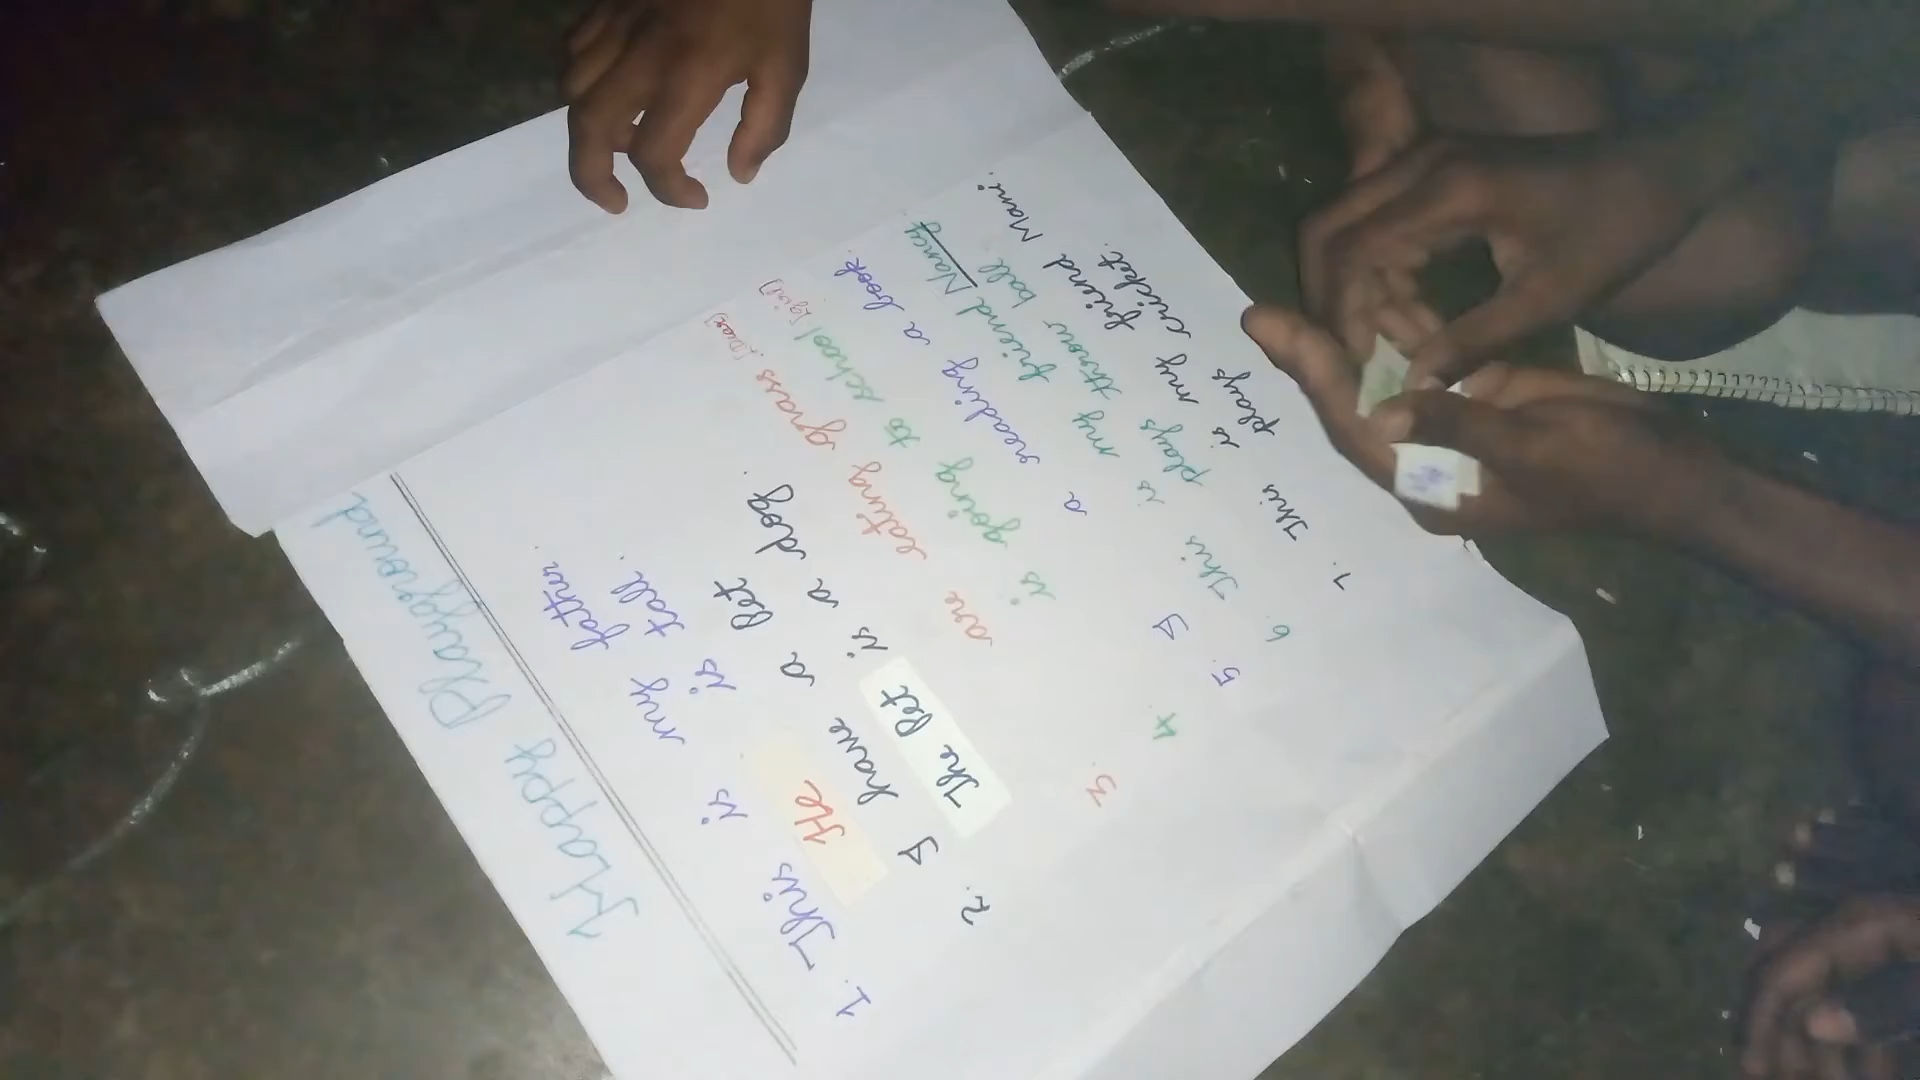 Happy Playground
1. This is my father.
He is tall.
2. I have a Pet
The Pet is a dog.
3. are eating grass [Deer]
4. is going to school [girl]
5. I a reading a book
6. This is my friend Nancy
plays throw ball
7. This is my friend Mani.
plays cricket.